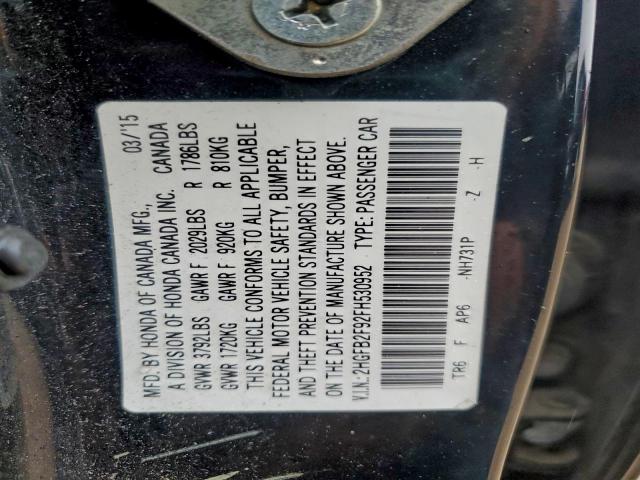 MFD. BY HONDA OF CANADA MFG., 03/'15
A DIVISION OF HONDA CANADA INC. CANADA
GVWR 3792LBS GAWR F 2029LBS R 1786LBS
GVWR 1720KG GAWR F 920KG R 810KG
THIS VEHICLE CONFORMS TO ALL APPLICABLE
FEDERAL MOTOR VEHICLE SAFETY, BUMPER,
AND THEFT PREVENTION STANDARDS IN EFFECT
ON THE DATE OF MANUFACTURE SHOWN ABOVE.
V.I.N.: 2HGFB2F92FH530952 TYPE: PASSENGER CAR
TR6 F AP6 -NH731P -Z -H